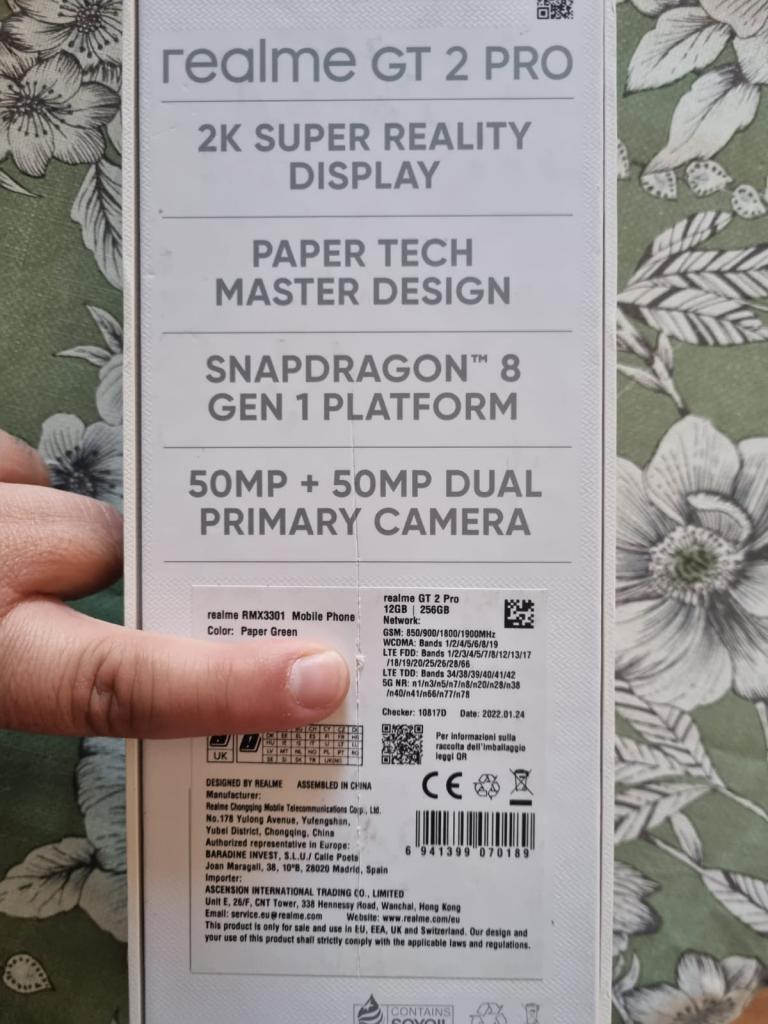 realme GT 2 PRO
2K SUPER REALITY
DISPLAY
PAPER TECH
MASTER DESIGN
SNAPDRAGON™ 8
GEN 1 PLATFORM
50MP + 50MP DUAL
PRIMARY CAMERA
realme RMX3301 Mobile Phone
Color: Paper Green
realme GT 2 Pro
12GB | 256GB
Network:
GSM: 850/900/1800/1900MHz
WCDMA: Bands 1/2/4/5/6/8/19
LTE FDD: Bands 1/2/3/4/5/7/8/12/13/17
/18/19/20/25/26/28/66
LTE TDD: Bands 34/38/39/40/41/42
5G NR: n1/n3/n5/n7/n8/n20/n28/n38
/n40/n41/n66/n77/n78
Checker: 10817D Date: 2022.01.24
UK
Per informazioni sulla
raccolta dell'imballaggio
leggi QR
CE
DESIGNED BY REALME ASSEMBLED IN CHINA
Manufacturer:
Realme Chongqing Mobile Telecommunications Corp., Ltd.
No.178 Yulong Avenue, Yufengshan,
Yubei District, Chongqing, China
Authorized representative in Europe:
BARADINE INVEST, S.L.U./ Calle Poeta
Joan Maragall, 38, 10ºB, 28020 Madrid, Spain
6 941399 070189
Importer:
ASCENSION INTERNATIONAL TRADING CO., LIMITED
Unit E, 26/F, CNT Tower, 338 Hennessy Road, Wanchai, Hong Kong
Email: service.eu@realme.com Website: www.realme.com/eu
This product is only for sale and use in EU, EEA, UK and Switzerland. Our design and
your use of this product shall strictly comply with the applicable laws and regulations.
CONTAINS
SOYOIL